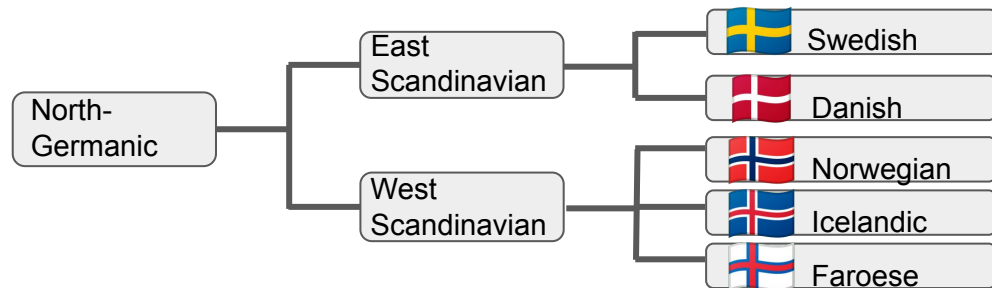 North-
Germanic
East
Scandinavian
Swedish
Danish
West
Scandinavian
Norwegian
Icelandic
Faroese